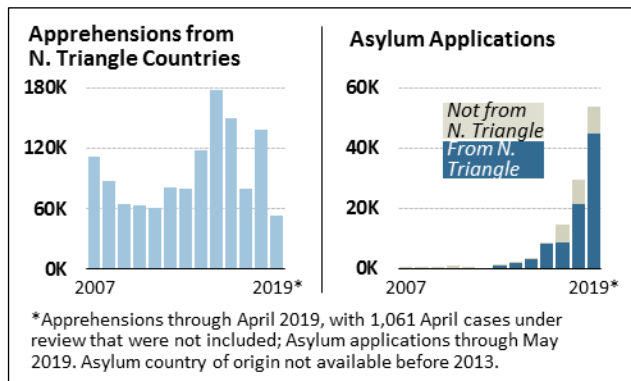 Apprehensions from
N. Triangle Countries
180K
120K
60K
0K
2007 2019*
Asylum Applications
60K
40K
20K
0K
Not from
N. Triangle
From N.
Triangle
2007 2019*
*Apprehensions through April 2019, with 1,061 April cases under
review that were not included; Asylum applications through May
2019. Asylum country of origin not available before 2013.